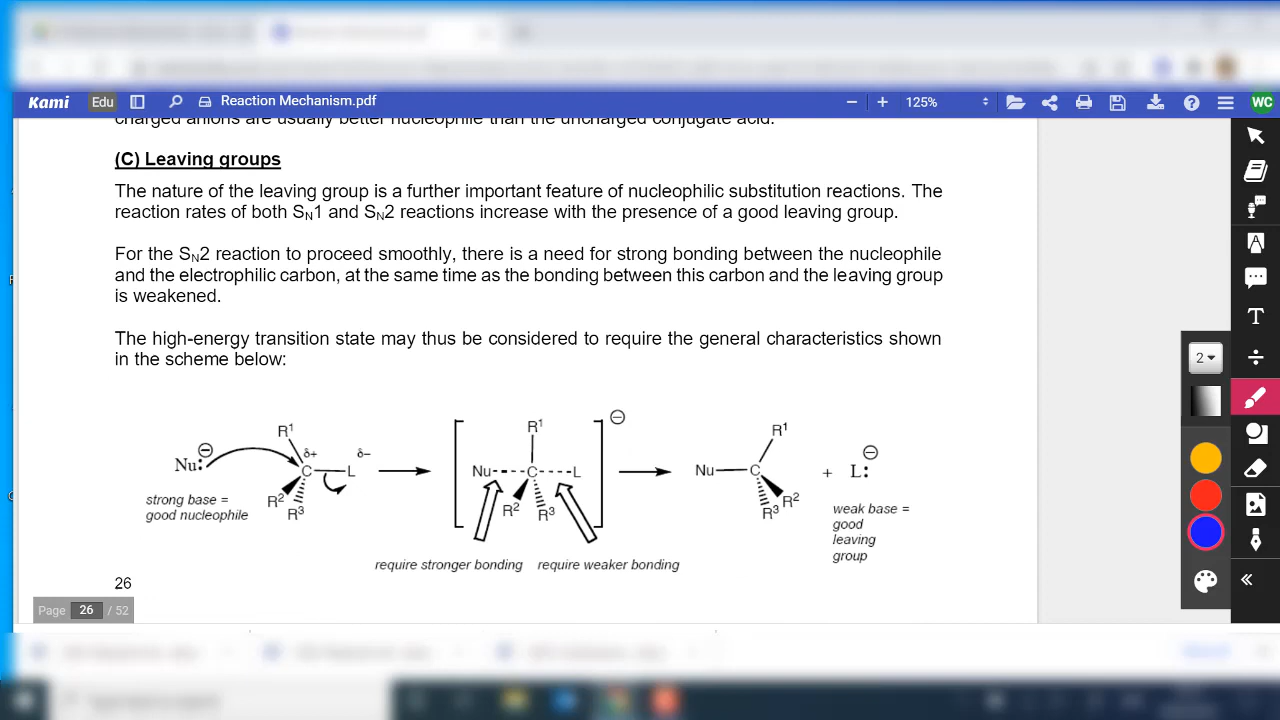 Kami Edu Reaction Mechanism.pdf 125% WC
charged anions are usually better nucleophile than the uncharged conjugate acid.
(C) Leaving groups
The nature of the leaving group is a further important feature of nucleophilic substitution reactions. The
reaction rates of both SN1 and SN2 reactions increase with the presence of a good leaving group.
For the SN2 reaction to proceed smoothly, there is a need for strong bonding between the nucleophile
and the electrophilic carbon, at the same time as the bonding between this carbon and the leaving group
is weakened.
The high-energy transition state may thus be considered to require the general characteristics shown
in the scheme below:
R¹ R¹ R¹
δ+ δ−
Nu: C L Nu C L Nu C + L:
R² R³ R² R³ R³ R²
strong base =
good nucleophile
weak base =
good
leaving
group
require stronger bonding require weaker bonding
26
Page 26 / 52
2
T